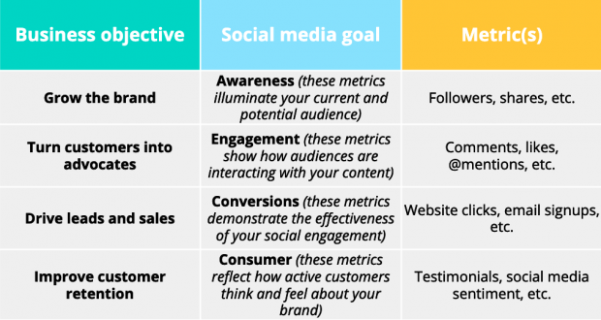 Business objective
Social media goal
Metric(s)
Grow the brand
Awareness (these metrics
illuminate your current and
potential audience)
Followers, shares, etc.
Turn customers into
advocates
Engagement (these metrics
show how audiences are
interacting with your content)
Comments, likes,
@mentions, etc.
Drive leads and sales
Conversions (these metrics
demonstrate the effectiveness
of your social engagement)
Website clicks, email signups,
etc.
Improve customer
retention
Consumer (these metrics
reflect how active customers
think and feel about your
brand)
Testimonials, social media
sentiment, etc.